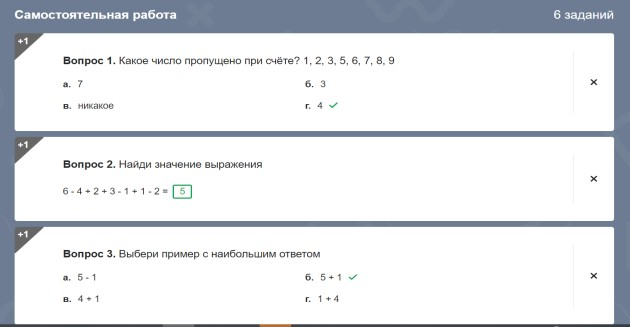 Самостоятельная работа 6 заданий
+1
Вопрос 1. Какое число пропущено при счёте? 1, 2, 3, 5, 6, 7, 8, 9
а. 7 б. 3
в. никакое г. 4
+1
Вопрос 2. Найди значение выражения
6 - 4 + 2 + 3 - 1 + 1 - 2 = 5
+1
Вопрос 3. Выбери пример с наибольшим ответом
а. 5 - 1 б. 5 + 1
в. 4 + 1 г. 1 + 4